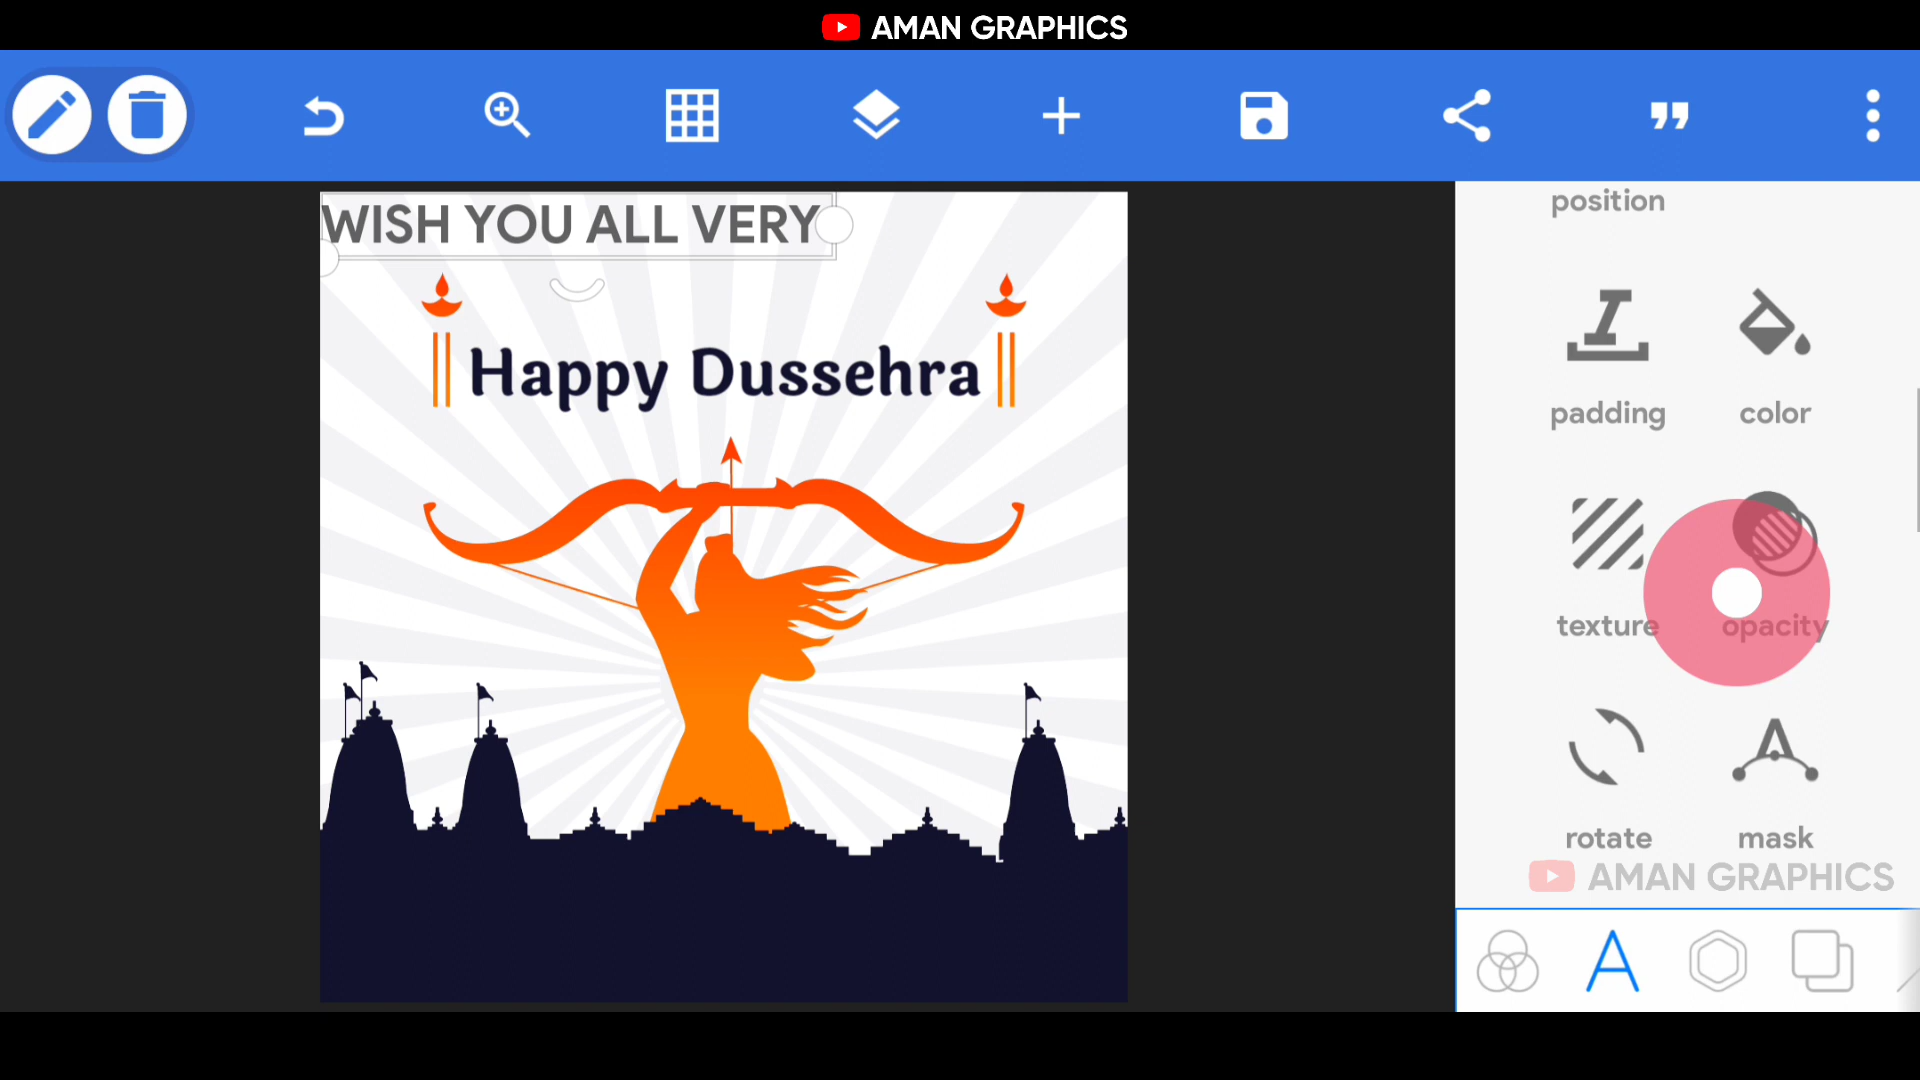 AMAN GRAPHICS
WISH YOU ALL VERY
Happy Dussehra
position
padding
color
texture
opacity
rotate
mask
AMAN GRAPHICS